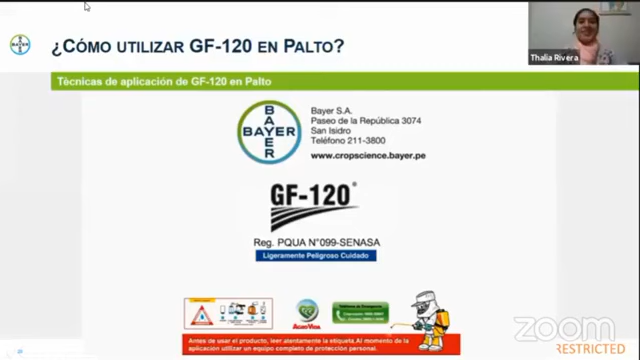 ¿CÓMO UTILIZAR GF-120 EN PALTO?
Thalia Rivera
Tècnicas de aplicación de GF-120 en Palto
BAYER
BAYER
Bayer S.A.
Paseo de la República 3074
San Isidro
Teléfono 211-3800
www.cropscience.bayer.pe
GF-120®
Reg. PQUA N°099-SENASA
Ligeramente Peligroso Cuidado
AGROVIDA
Antes de usar el producto, leer atentamente la etiqueta. Al momento de la
aplicación utilizar un equipo completo de protección personal.
zoom
RESTRICTED